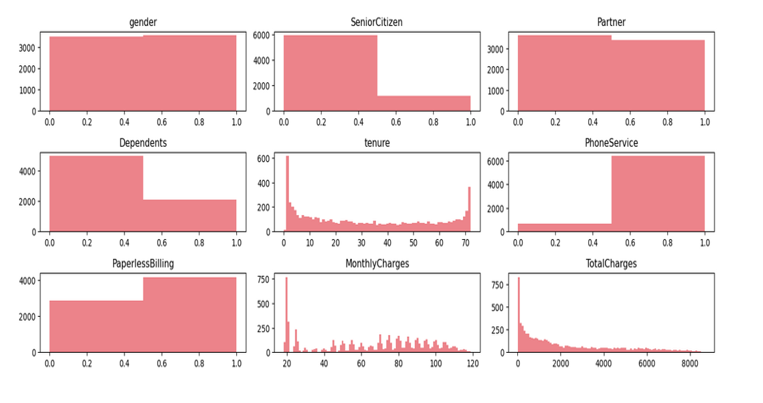 gender SeniorCitizen Partner
3000 6000 3000
2000 4000 2000
1000 2000 1000
0 0 0
0.0 0.2 0.4 0.6 0.8 1.0 0.0 0.2 0.4 0.6 0.8 1.0 0.0 0.2 0.4 0.6 0.8 1.0
Dependents tenure PhoneService
4000 600 6000
2000 400 4000
0 200 2000
0 0
0.0 0.2 0.4 0.6 0.8 1.0 0 10 20 30 40 50 60 70 0.0 0.2 0.4 0.6 0.8 1.0
PaperlessBilling MonthlyCharges TotalCharges
4000 750 750
2000 500 500
0 250 250
0 0
0.0 0.2 0.4 0.6 0.8 1.0 20 40 60 80 100 120 0 2000 4000 6000 8000